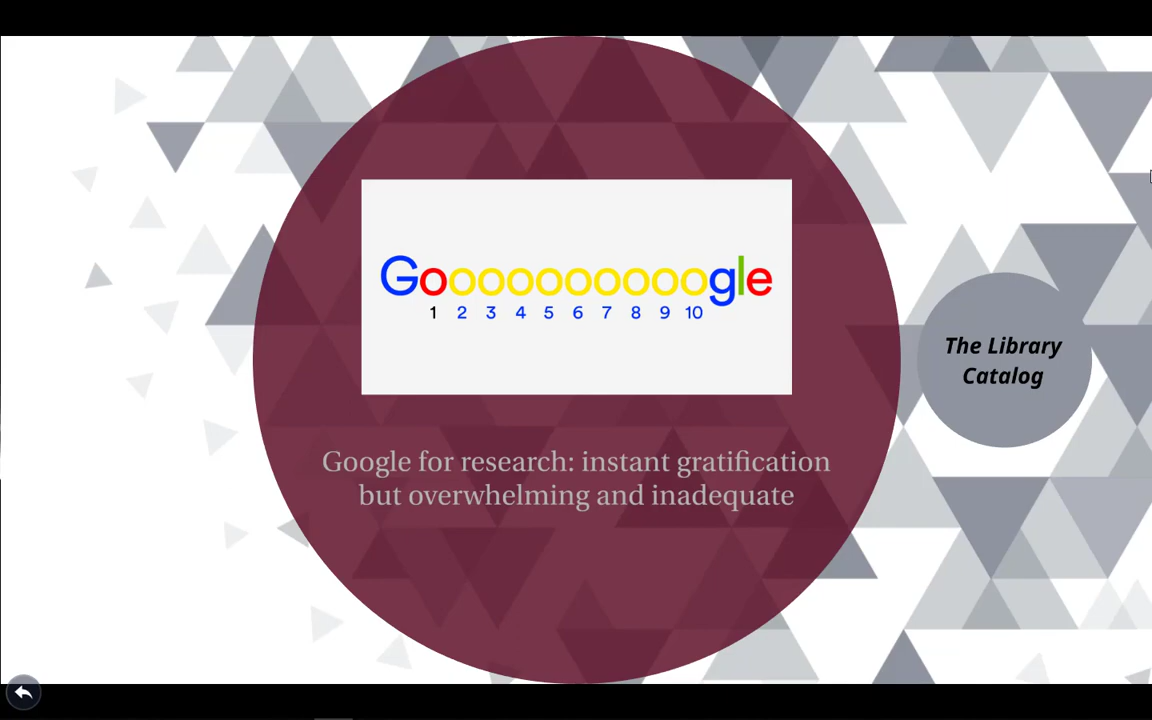 Goooooooooogle
1 2 3 4 5 6 7 8 9 10
Google for research: instant gratification
but overwhelming and inadequate
The Library
Catalog